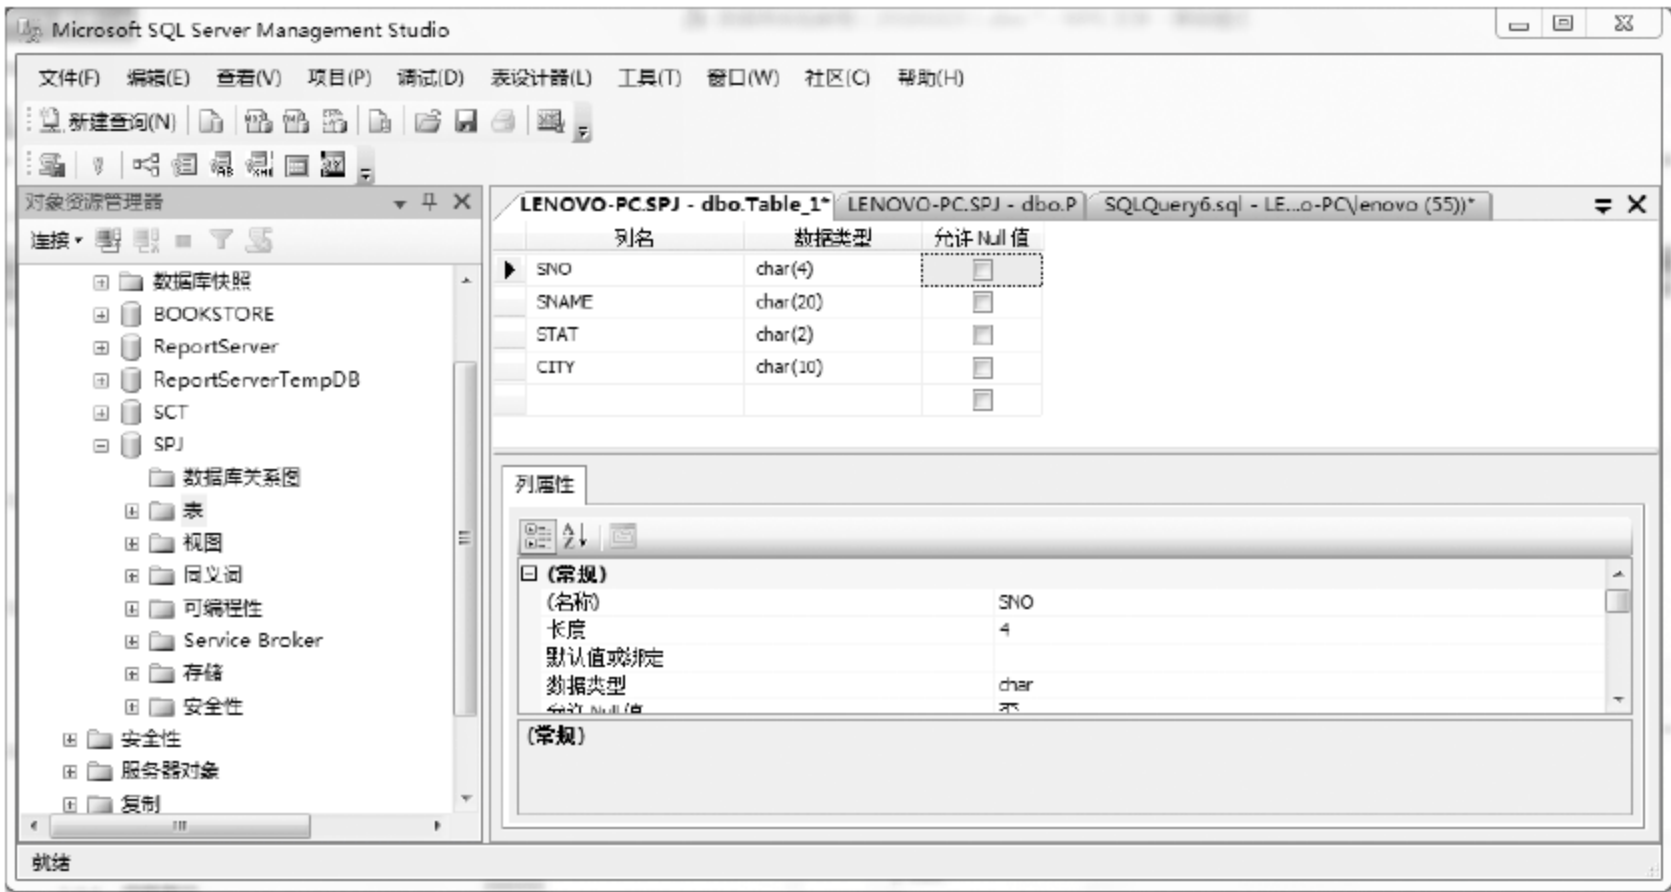 Microsoft SQL Server Management Studio
文件(F) 编辑(E) 查看(V) 项目(P) 调试(D) 表设计器(L) 工具(T) 窗口(W) 社区(C) 帮助(H)
新建查询(N)
对象资源管理器
连接
数据库快照
BOOKSTORE
ReportServer
ReportServerTempDB
SCT
SPJ
数据库关系图
表
视图
同义词
可编程性
Service Broker
存储
安全性
安全性
服务器对象
复制
LENOVO-PC.SPJ - dbo.Table_1* LENOVO-PC.SPJ - dbo.P SQLQuery6.sql - LE...o-PC\lenovo (55))*
列名 数据类型 允许 Null 值
SNO char(4)
SNAME char(20)
STAT char(2)
CITY char(10)
列属性
(常规)
(名称) SNO
长度 4
默认值或绑定
数据类型 char
允许 Null 值 否
(常规)
就绪